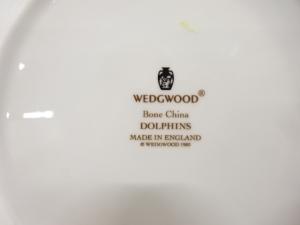 WEDGWOOD®
Bone China
DOLPHINS
MADE IN ENGLAND
© WEDGWOOD 1980